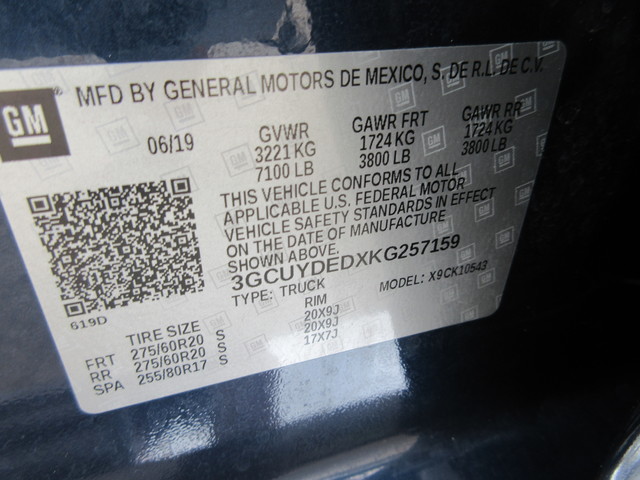 MFD BY GENERAL MOTORS DE MEXICO, S. DE R.L. DE C.V.
GM
06/19
GVWR
3221 KG
7100 LB
GAWR FRT
1724 KG
3800 LB
GAWR RR
1724 KG
3800 LB
THIS VEHICLE CONFORMS TO ALL
APPLICABLE U.S. FEDERAL MOTOR
VEHICLE SAFETY STANDARDS IN EFFECT
ON THE DATE OF MANUFACTURE
SHOWN ABOVE.
3GCUYDEDXKG257159
TYPE: TRUCK
MODEL: X9CK10543
619D
TIRE SIZE RIM
FRT 275/60R20 S 20X9J
RR 275/60R20 S 20X9J
SPA 255/80R17 S 17X7J